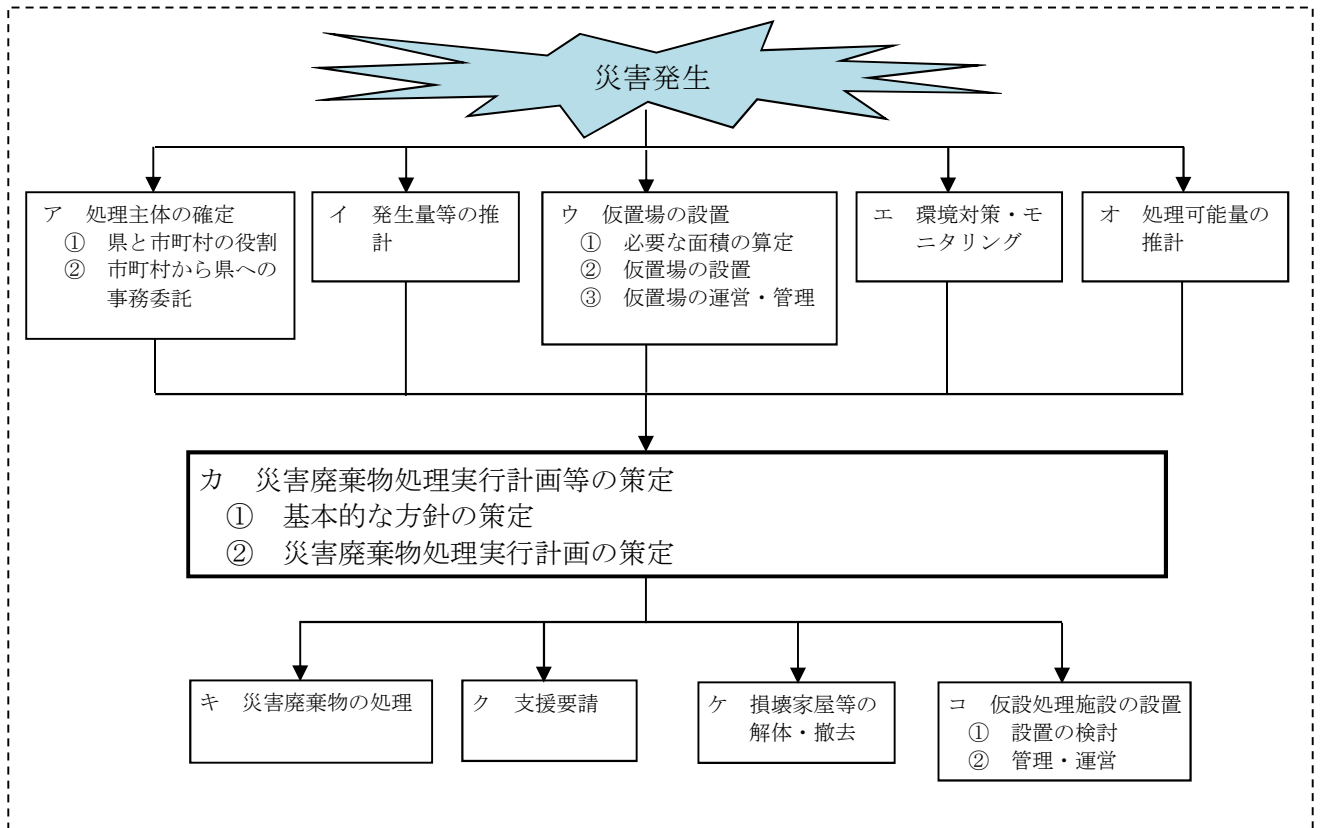 災害発生
ア 処理主体の確定
① 県と市町村の役割
② 市町村から県への
事務委託
イ 発生量等の推
計
ウ 仮置場の設置
① 必要な面積の算定
② 仮置場の設置
③ 仮置場の運営・管理
エ 環境対策・モ
ニタリング
オ 処理可能量の
推計
カ 災害廃棄物処理実行計画等の策定
① 基本的な方針の策定
② 災害廃棄物処理実行計画の策定
キ 災害廃棄物の処理
ク 支援要請
ケ 損壊家屋等の
解体・撤去
コ 仮設処理施設の設置
① 設置の検討
② 管理・運営